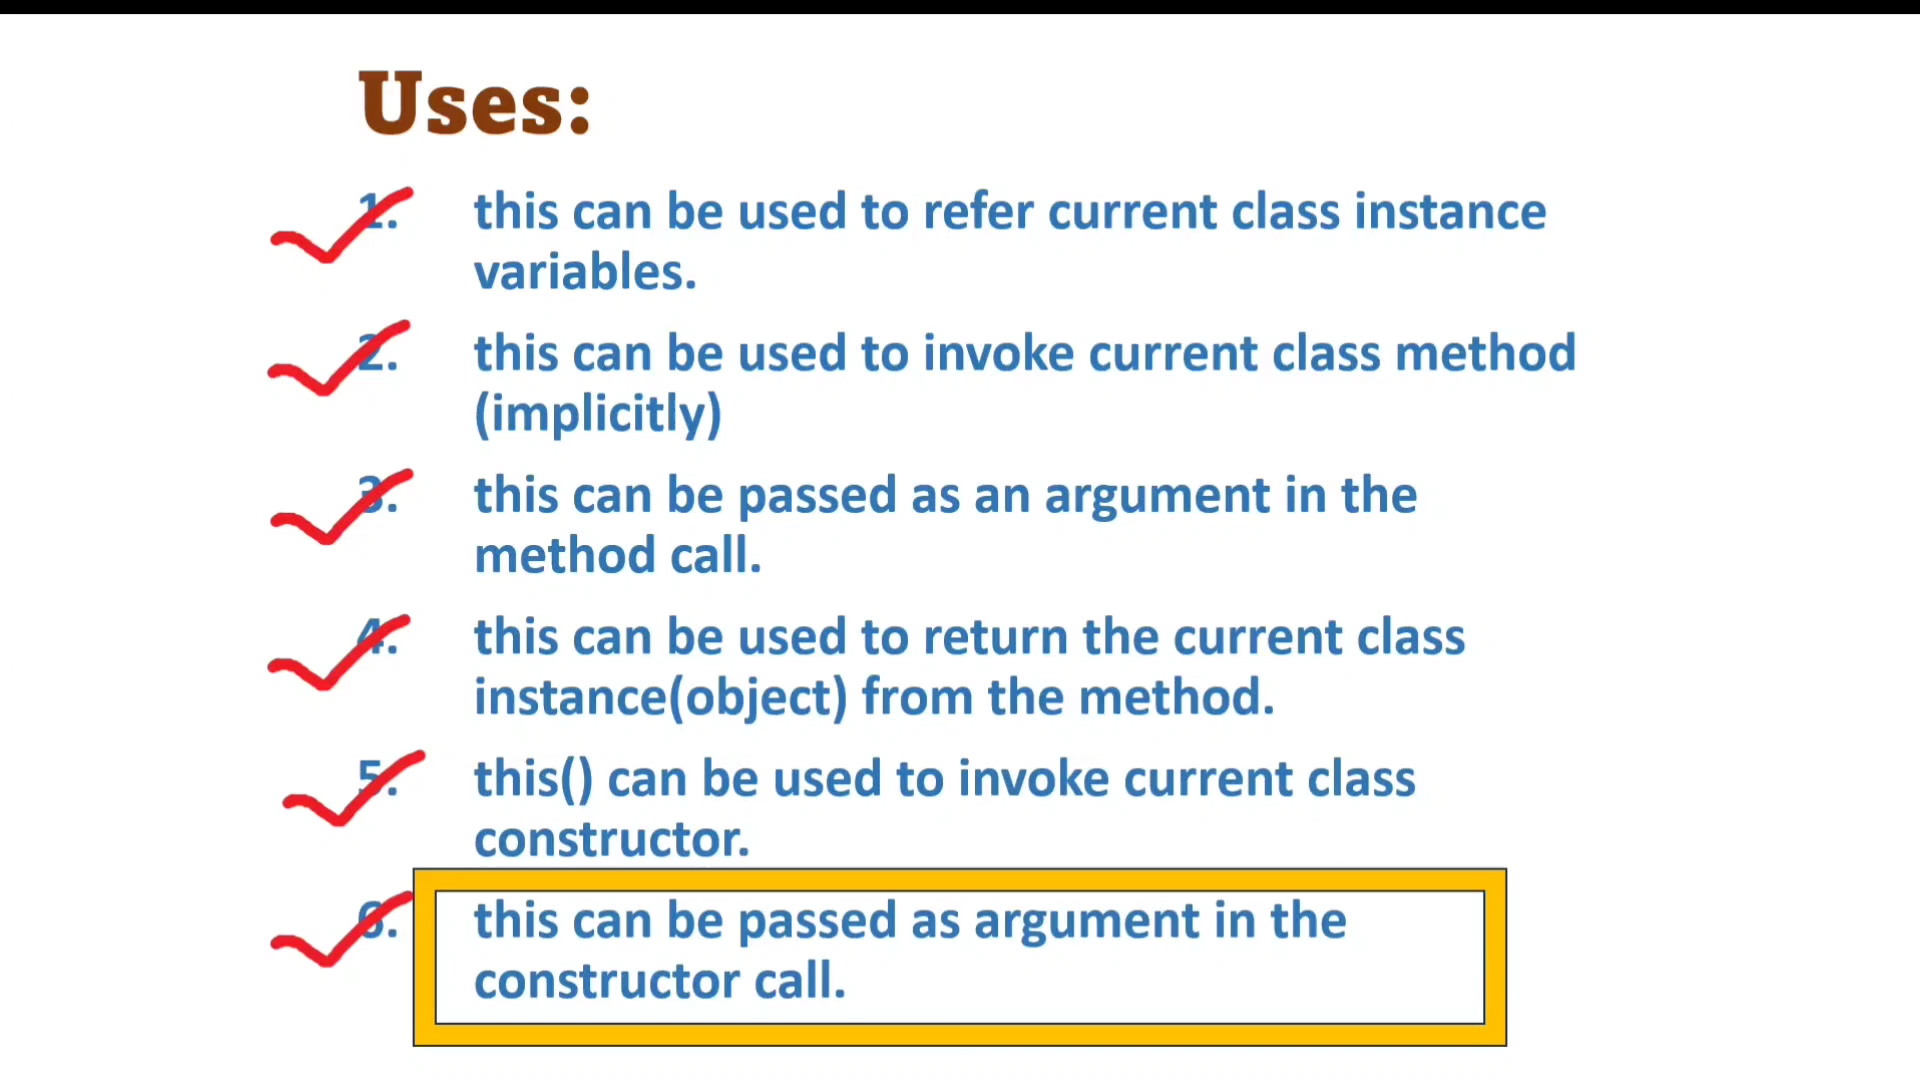 Uses:
1. this can be used to refer current class instance
variables.
2. this can be used to invoke current class method
(implicitly)
3. this can be passed as an argument in the
method call.
4. this can be used to return the current class
instance(object) from the method.
5. this() can be used to invoke current class
constructor.
6. this can be passed as argument in the
constructor call.